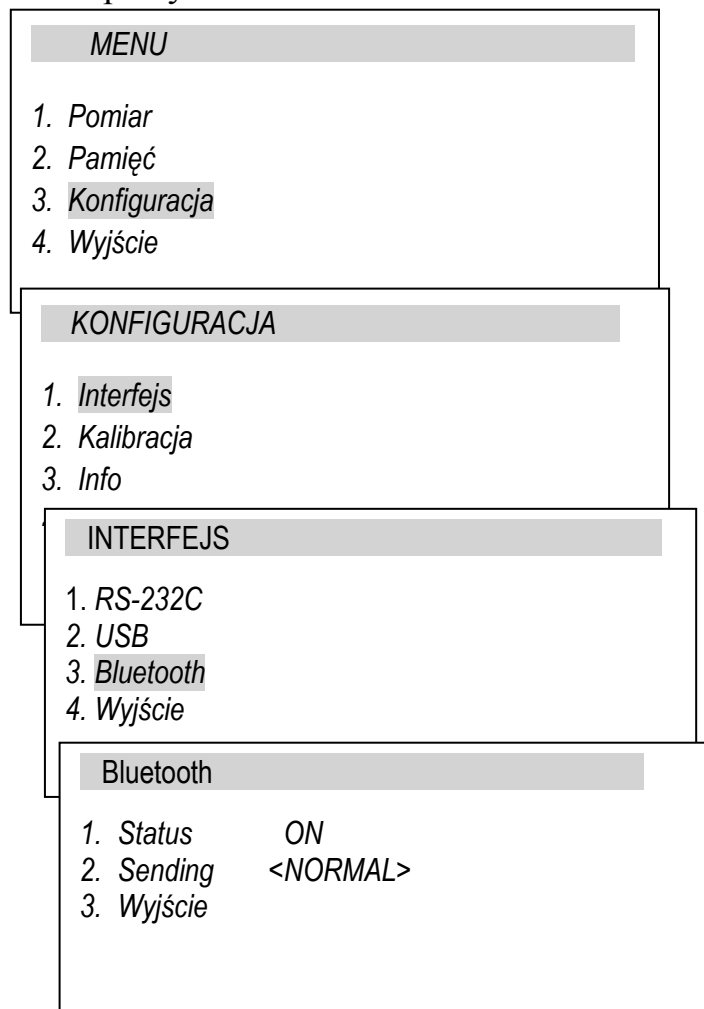 MENU
1. Pomiar
2. Pamięć
3. Konfiguracja
4. Wyjście
KONFIGURACJA
1. Interfejs
2. Kalibracja
3. Info
INTERFEJS
1. RS-232C
2. USB
3. Bluetooth
4. Wyjście
Bluetooth
1. Status ON
2. Sending <NORMAL>
3. Wyjście